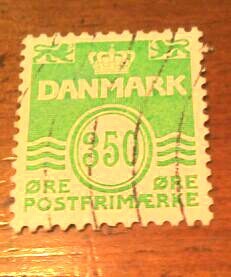 DANMARK
350
ØRE ØRE
POSTFRIMÆRKE